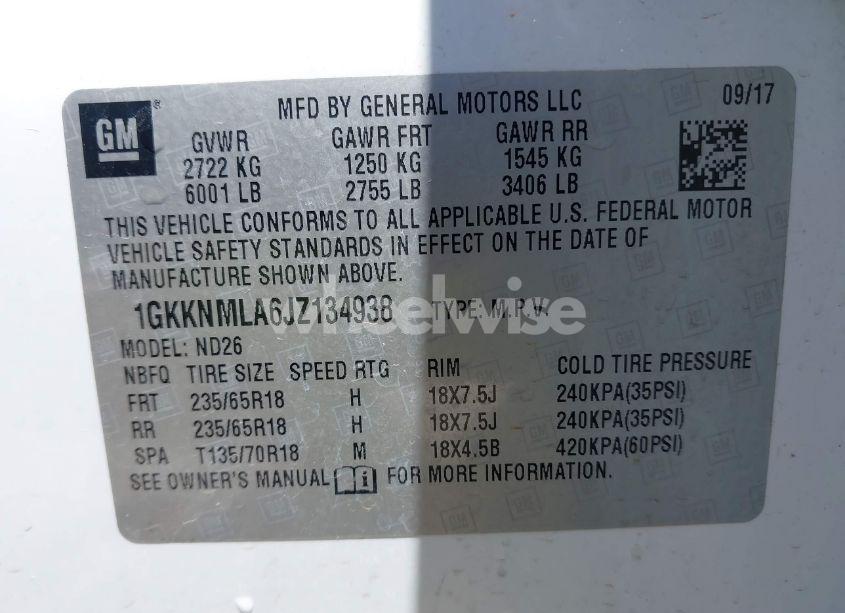 GM
MFD BY GENERAL MOTORS LLC 09/17
GVWR GAWR FRT GAWR RR
2722 KG 1250 KG 1545 KG
6001 LB 2755 LB 3406 LB
THIS VEHICLE CONFORMS TO ALL APPLICABLE U.S. FEDERAL MOTOR
VEHICLE SAFETY STANDARDS IN EFFECT ON THE DATE OF
MANUFACTURE SHOWN ABOVE.
1GKKNMLA6JZ134938 TYPE: M.P.V.
wheelwise
MODEL: ND26
NBFQ TIRE SIZE SPEED RTG RIM COLD TIRE PRESSURE
FRT 235/65R18 H 18X7.5J 240KPA(35PSI)
RR 235/65R18 H 18X7.5J 240KPA(35PSI)
SPA T135/70R18 M 18X4.5B 420KPA(60PSI)
SEE OWNER'S MANUAL FOR MORE INFORMATION.